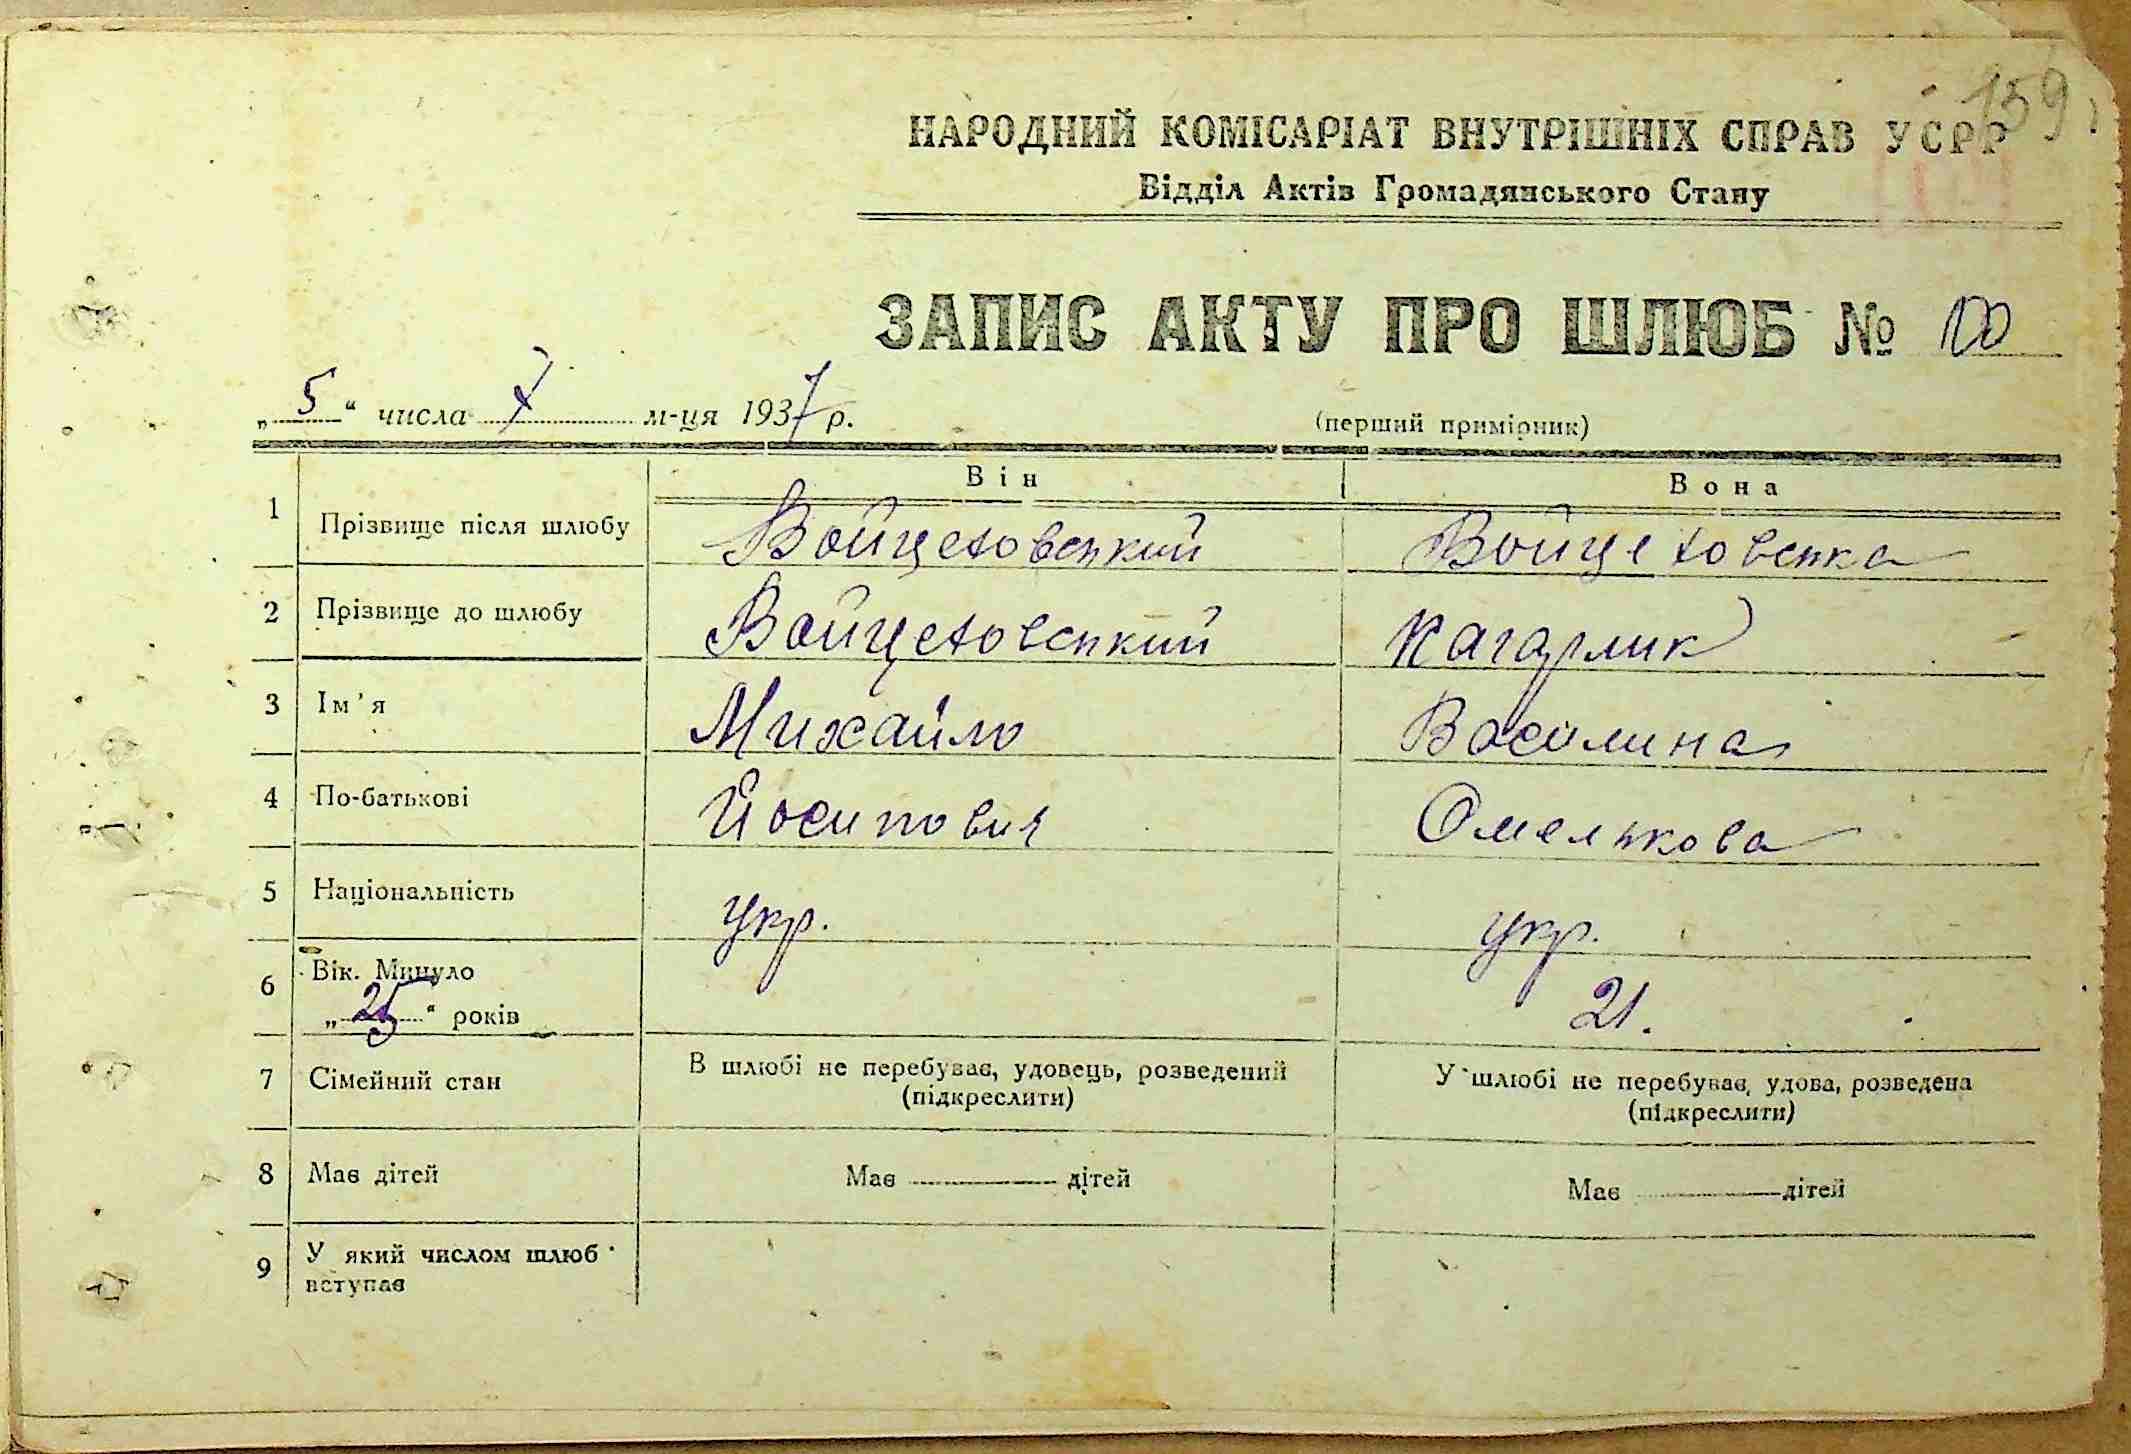 159
НАРОДНИЙ КОМІСАРІАТ ВНУТРІШНІХ СПРАВ УСРР
Відділ Актів Громадянського Стану
ЗАПИС АКТУ ПРО ШЛЮБ № 100
„5“ числа 7 м-ця 1937 р.
(перший примірник)
Він Вона
1 Прізвище після шлюбу Войцеховський Войцеховська
2 Прізвище до шлюбу Войцеховський Кагарлик
3 Ім'я Михайло Василина
4 По-батькові Йосипович Омелькова
5 Національність укр. укр.
6 Вік. Минуло
„25“ років 21.
7 Сімейний стан В шлюбі не перебуває, удовець, розведений У шлюбі не перебуває, удова, розведена
(підкреслити) (підкреслити)
8 Має дітей Має дітей Має дітей
9 У який числом шлюб
вступає